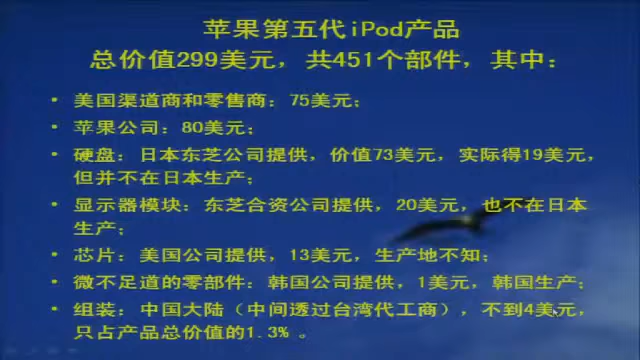 苹果第五代iPod产品
总价值299美元，共451个部件，其中：
• 美国渠道商和零售商：75美元；
• 苹果公司：80美元；
• 硬盘：日本东芝公司提供，价值73美元，实际得19美元，
但并不在日本生产；
• 显示器模块：东芝合资公司提供，20美元，也不在日本
生产；
• 芯片：美国公司提供，13美元，生产地不知；
• 微不足道的零部件：韩国公司提供，1美元，韩国生产；
• 组装：中国大陆（中间透过台湾代工商），不到4美元，
只占产品总价值的1.3%。